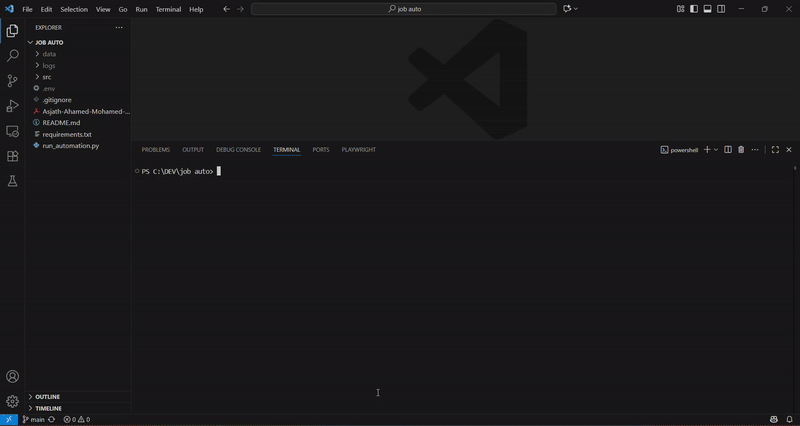 File Edit Selection View Go Run Terminal Help
job auto
EXPLORER
JOB AUTO
data
logs
src
.env
.gitignore
Asjath-Ahamed-Mohamed-...
README.md
requirements.txt
run_automation.py
PROBLEMS OUTPUT DEBUG CONSOLE TERMINAL PORTS PLAYWRIGHT
powershell
PS C:\DEV\job auto>
OUTLINE
TIMELINE
main 0 0